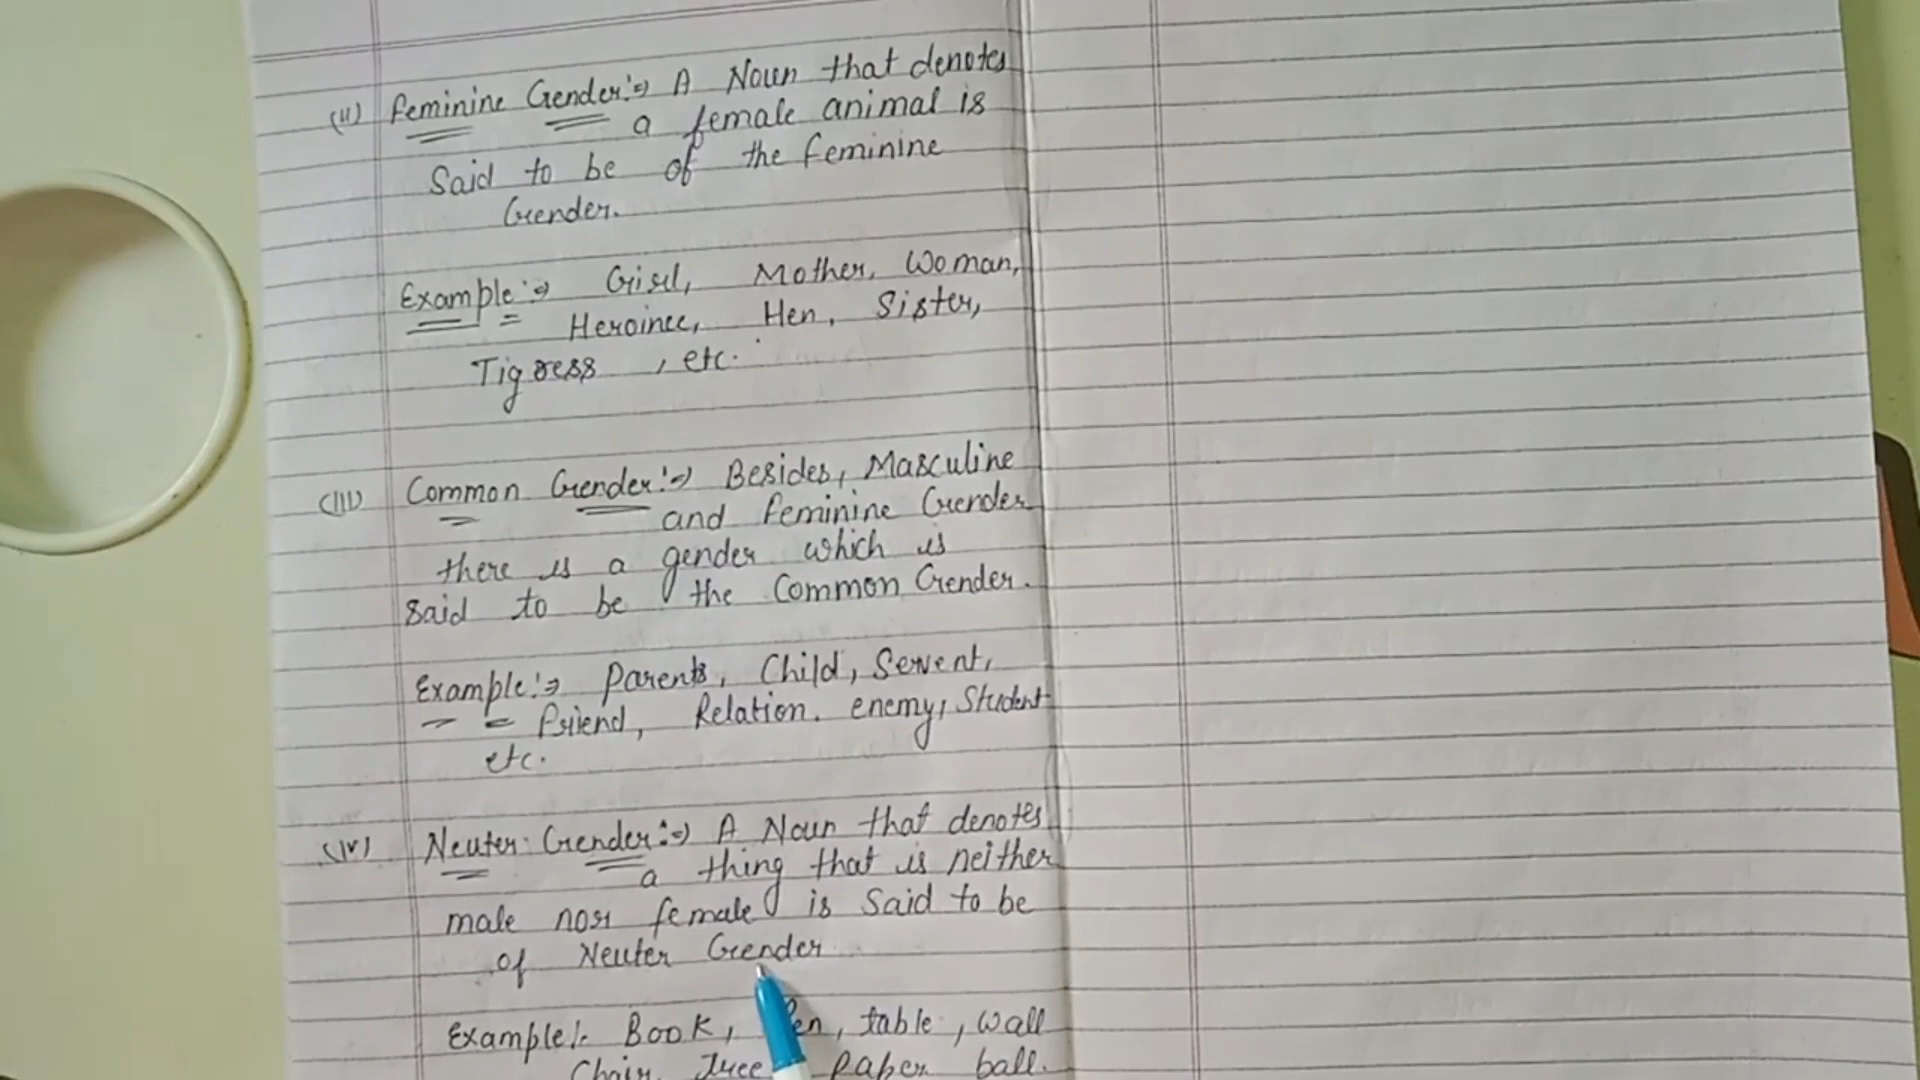 (II) Feminine Gender:→ A Noun that denotes
a female animal is
Said to be of the feminine
Gender.
Example:→ Girl, Mother, Woman,
Heroinee, Hen, Sister,
Tigress, etc.
(III) Common Gender:→ Besides, Masculine
and feminine Gender
there is a gender which is
said to be the Common Gender.
Example:→ Parents, Child, Servent,
Friend, Relation. enemy, Student
etc.
(IV) Neuter Gender:→ A Noun that denotes
a thing that is neither
male nor female is Said to be
of Neuter Gender
Example:- Book, Pen, table, wall
Chair, Tree paper ball.